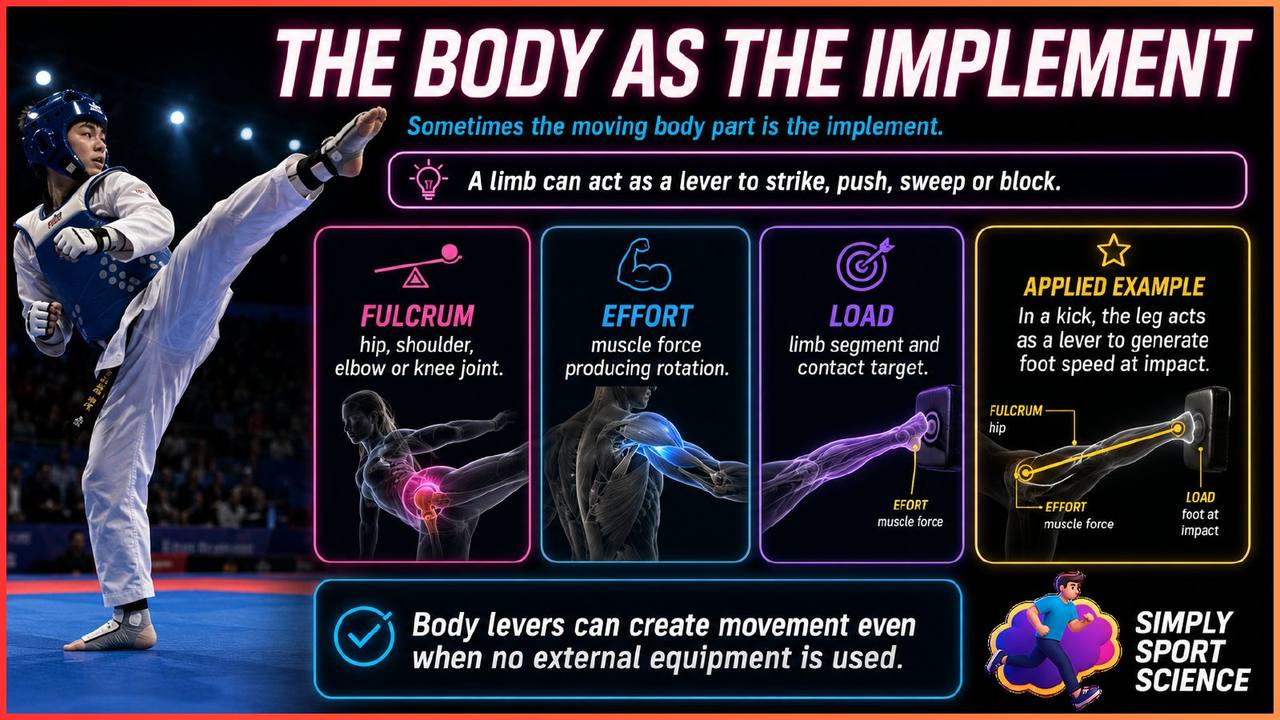 THE BODY AS THE IMPLEMENT
Sometimes the moving body part is the implement.
A limb can act as a lever to strike, push, sweep or block.
FULCRUM
hip, shoulder,
elbow or knee joint.
EFFORT
muscle force
producing rotation.
LOAD
limb segment and
contact target.
EFORT
muscle force
APPLIED EXAMPLE
In a kick, the leg acts
as a lever to generate
foot speed at impact.
FULCRUM
hip
EFFORT
muscle force
LOAD
foot at
impact
Body levers can create movement even
when no external equipment is used.
SIMPLY
SPORT
SCIENCE